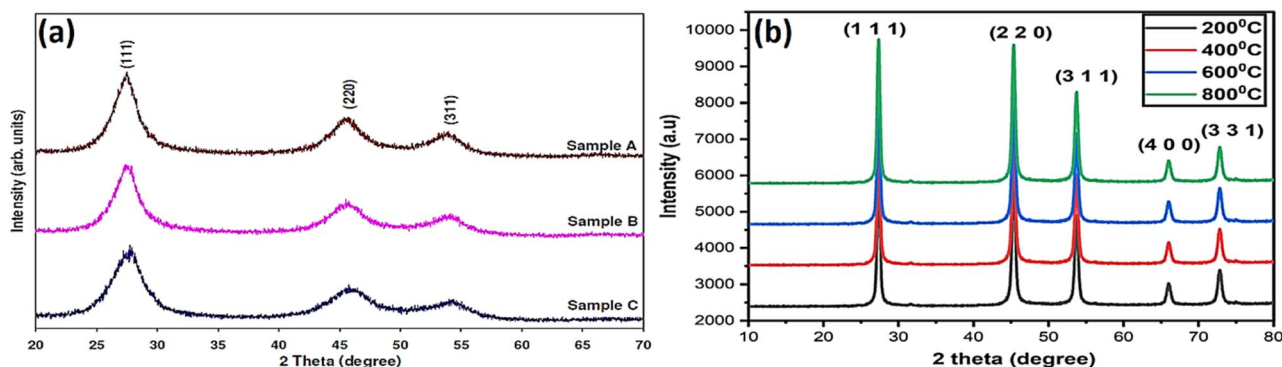 (a)
(111)
(220)
(311)
Sample A
Sample B
Sample C
Intensity (arb. units)
20 25 30 35 40 45 50 55 60 65 70
2 Theta (degree)
(b)
(1 1 1)
(2 2 0)
(3 1 1)
(4 0 0)
(3 3 1)
200⁰C
400⁰C
600⁰C
800⁰C
10000
9000
8000
7000
6000
5000
4000
3000
2000
Intensity (a.u)
10 20 30 40 50 60 70 80
2 theta (degree)